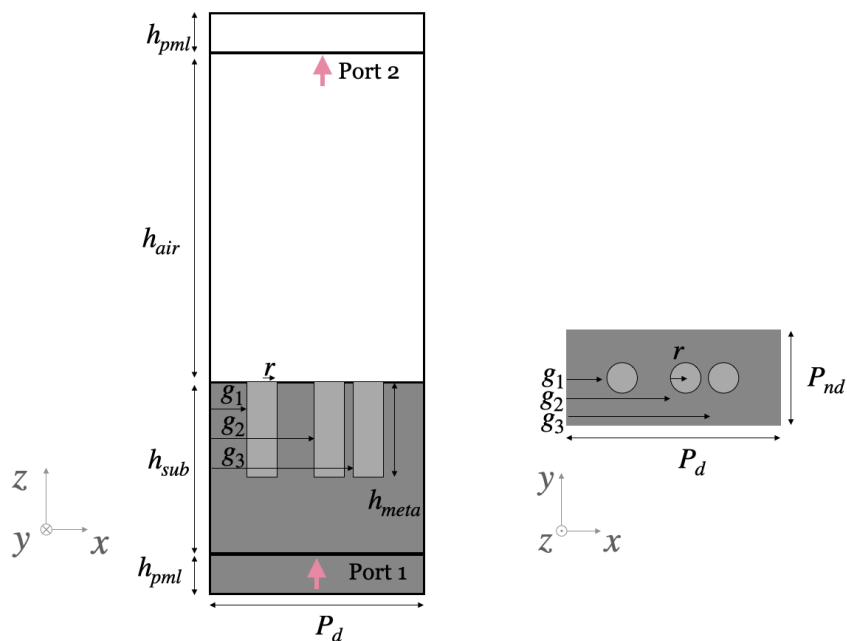 h_pml
Port 2
h_air
r
g_1
g_2
g_3
h_sub
h_meta
z
y
x
h_pml
Port 1
P_d
r
g_1
g_2
g_3
P_nd
P_d
y
z
x